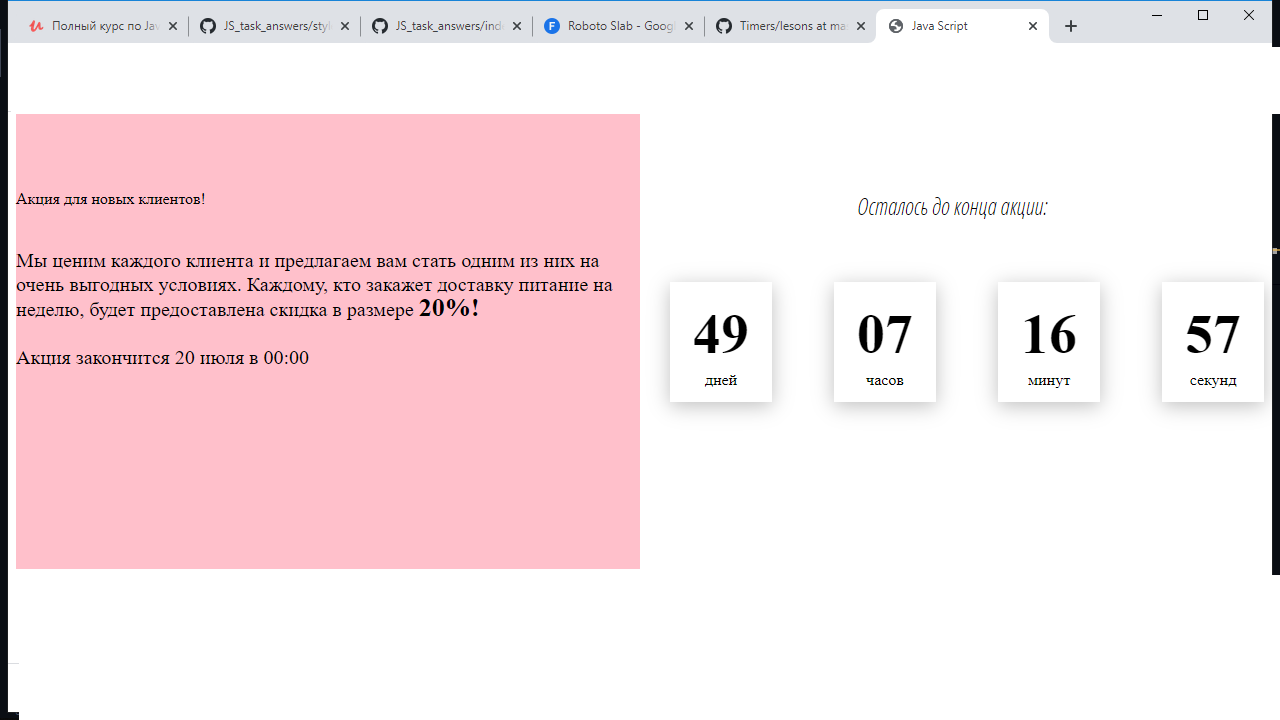 Полный курс по Jav
JS_task_answers/styl
JS_task_answers/inde
Roboto Slab - Googl
Timers/lesons at mas
Java Script
Акция для новых клиентов!
Мы ценим каждого клиента и предлагаем вам стать одним из них на
очень выгодных условиях. Каждому, кто закажет доставку питание на
неделю, будет предоставлена скидка в размере 20%!
Акция закончится 20 июля в 00:00
Осталось до конца акции:
49 07 16 57
дней часов минут секунд